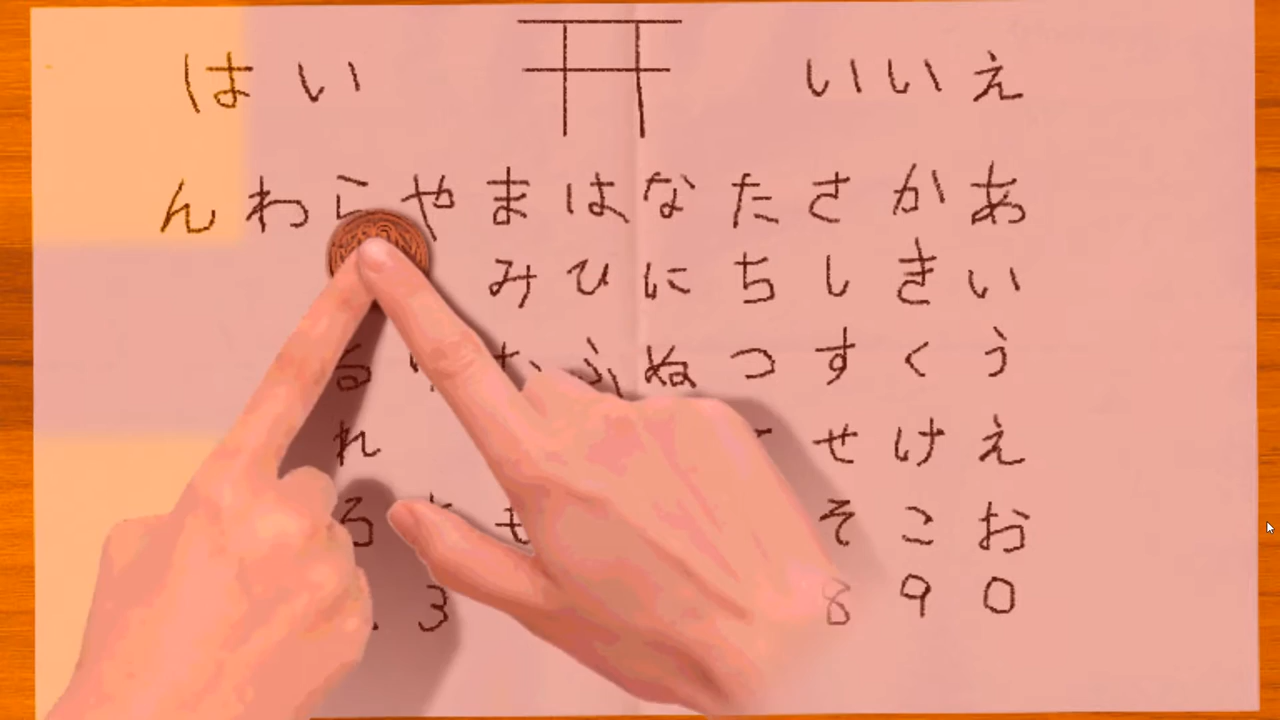 はい いいえ
ん わ ら や ま は な た さ か あ
み ひ に ち し き い
る ふ ぬ つ す く う
れ せ け え
ろ も そ こ お
3 8 9 0